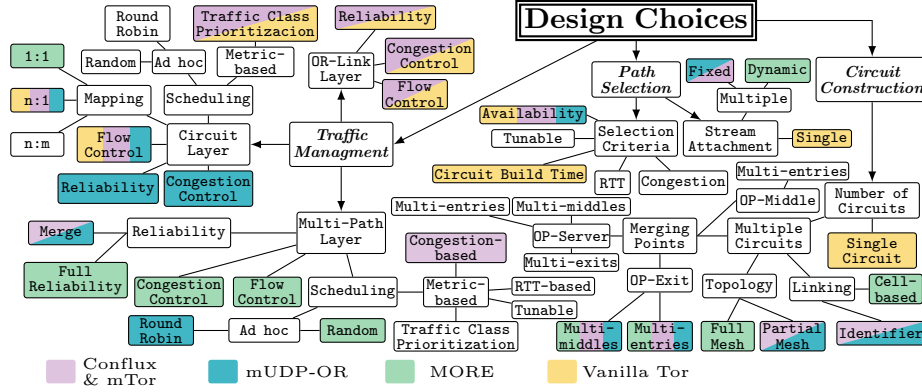 Design Choices
Round
Robin
Random
Ad hoc
Traffic Class
Prioritizacion
Metric-
based
Scheduling
1:1
n:1
n:m
Mapping
Circuit
Layer
Flow
Control
Reliability
Congestion
Control
OR-Link
Layer
Reliability
Congestion
Control
Flow
Control
Traffic
Managment
Path
Selection
Availability
Tunable
Circuit Build Time
RTT
Congestion
Selection
Criteria
Fixed
Dynamic
Multiple
Stream
Attachment
Single
Circuit
Construction
Multi-Path
Layer
Reliability
Merge
Full
Reliability
Congestion
Control
Flow
Control
Scheduling
Ad hoc
Round
Robin
Random
Metric-
based
Congestion-
based
RTT-based
Tunable
Traffic Class
Prioritization
Number of
Circuits
Single
Circuit
Multiple
Circuits
Merging
Points
OP-Server
Multi-entries
Multi-middles
Multi-exits
OP-Middle
Multi-entries
OP-Exit
Multi-
middles
Multi-
entries
Topology
Full
Mesh
Partial
Mesh
Linking
Cell-
based
Identifier
Conflux
& mTor
mUDP-OR
MORE
Vanilla Tor